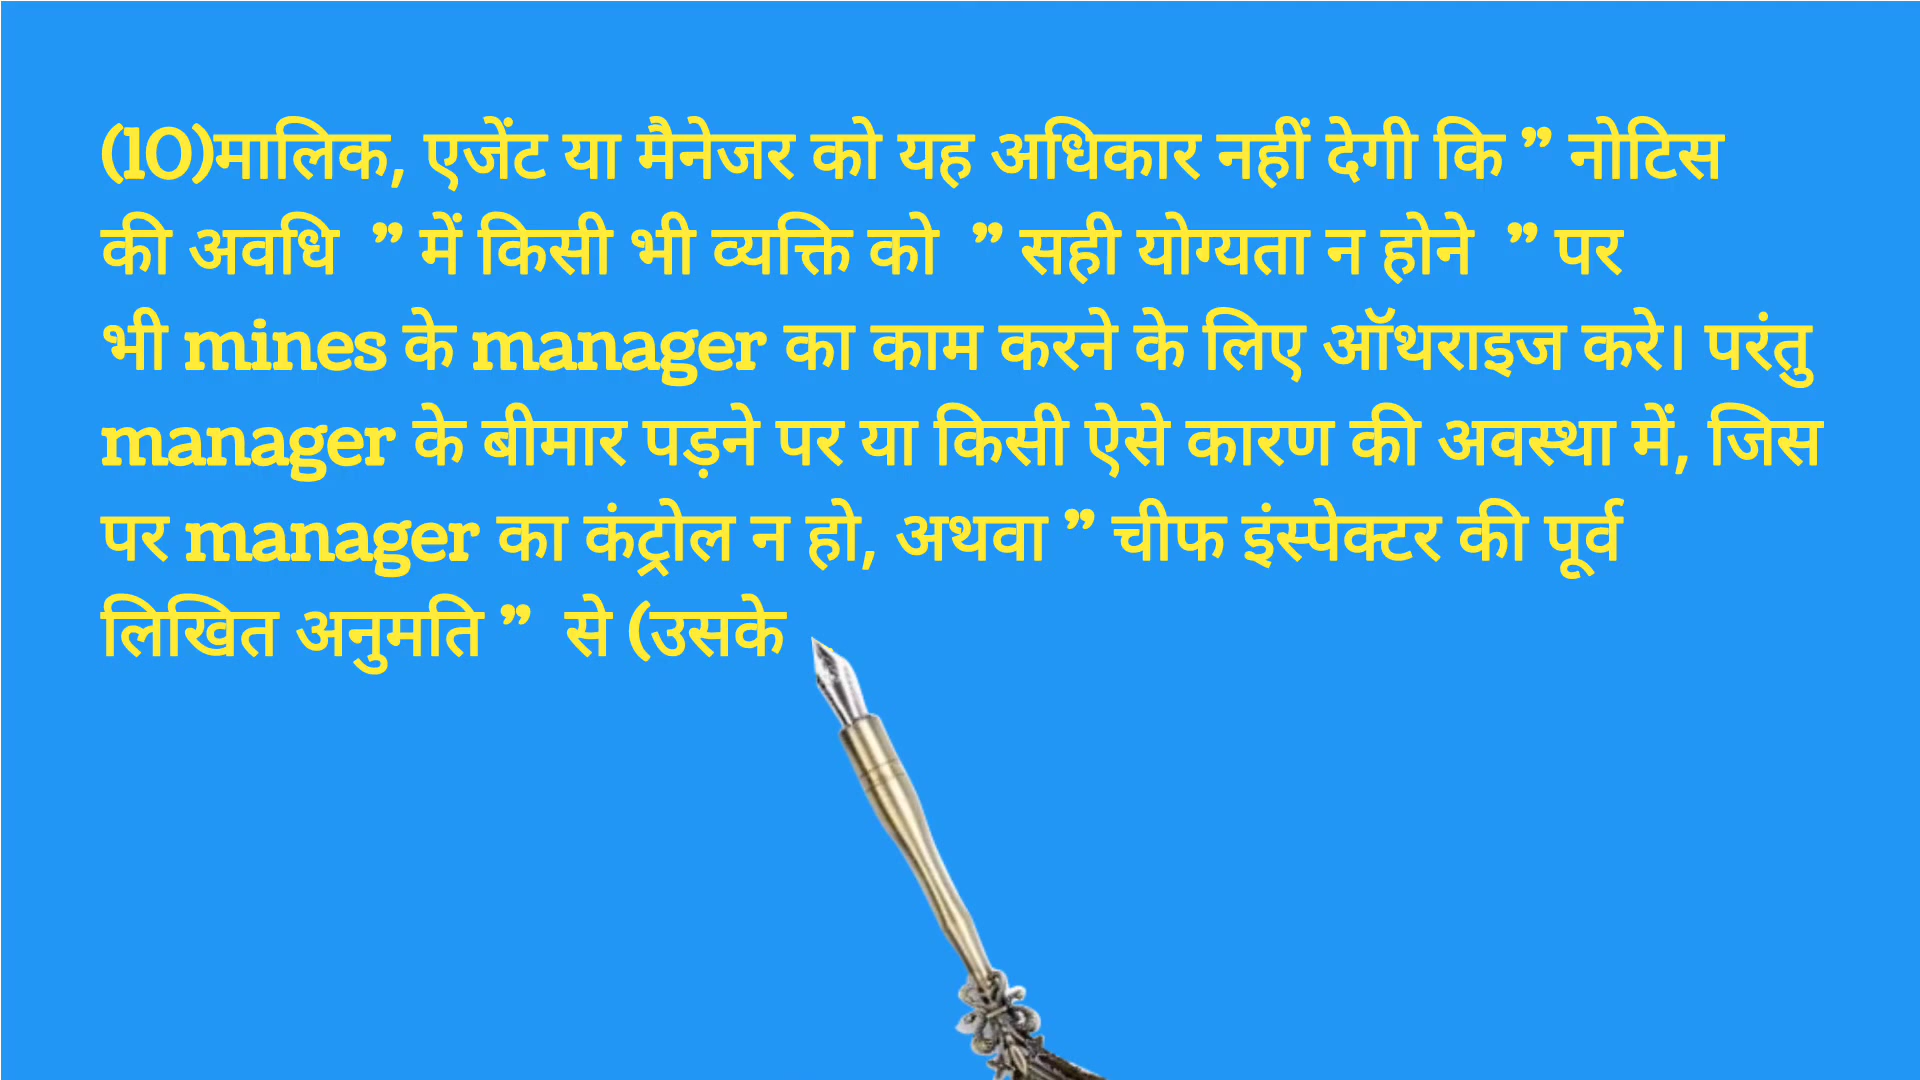 (10)मालिक, एजेंट या मैनेजर को यह अधिकार नहीं देगी कि ” नोटिस
की अवधि ” में किसी भी व्यक्ति को ” सही योग्यता न होने ” पर
भी mines के manager का काम करने के लिए ऑथराइज करे। परंतु
manager के बीमार पड़ने पर या किसी ऐसे कारण की अवस्था में, जिस
पर manager का कंट्रोल न हो, अथवा ” चीफ इंस्पेक्टर की पूर्व
लिखित अनुमति ” से (उसके